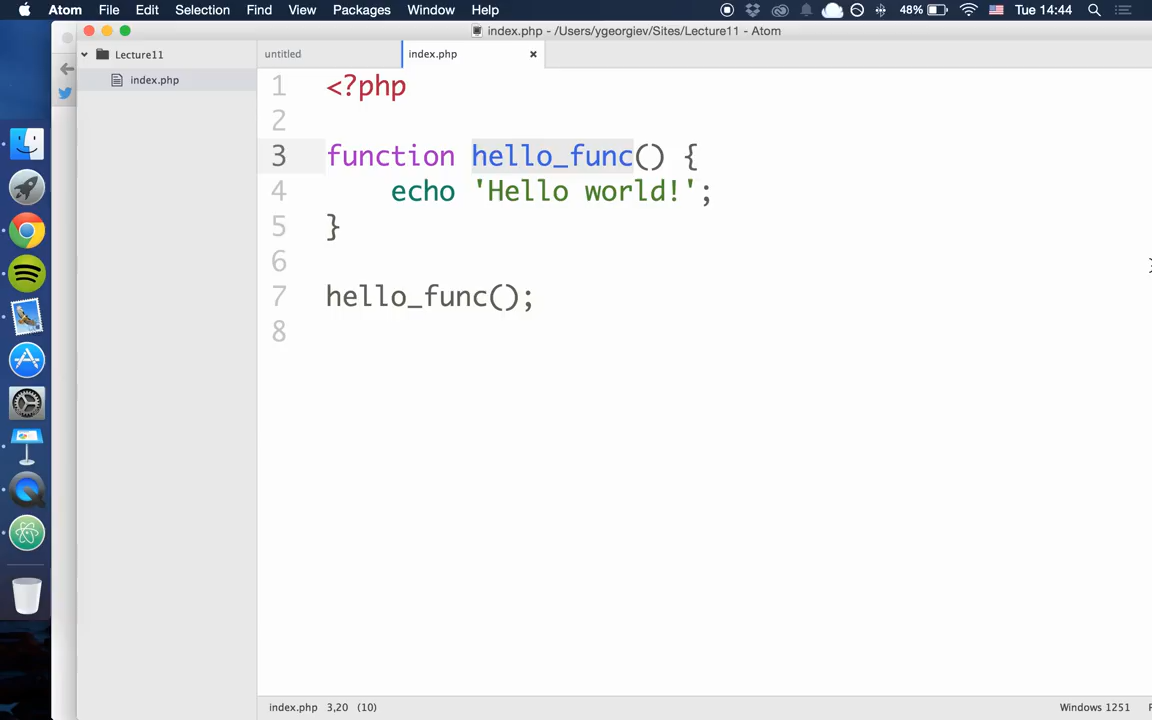 Atom File Edit Selection Find View Packages Window Help 48% Tue 14:44
index.php - /Users/ygeorgiev/Sites/Lecture11 - Atom
Lecture11
index.php
untitled
index.php
1 <?php
2
3 function hello_func() {
4 echo 'Hello world!';
5 }
6
7 hello_func();
8
index.php 3,20 (10) Windows 1251